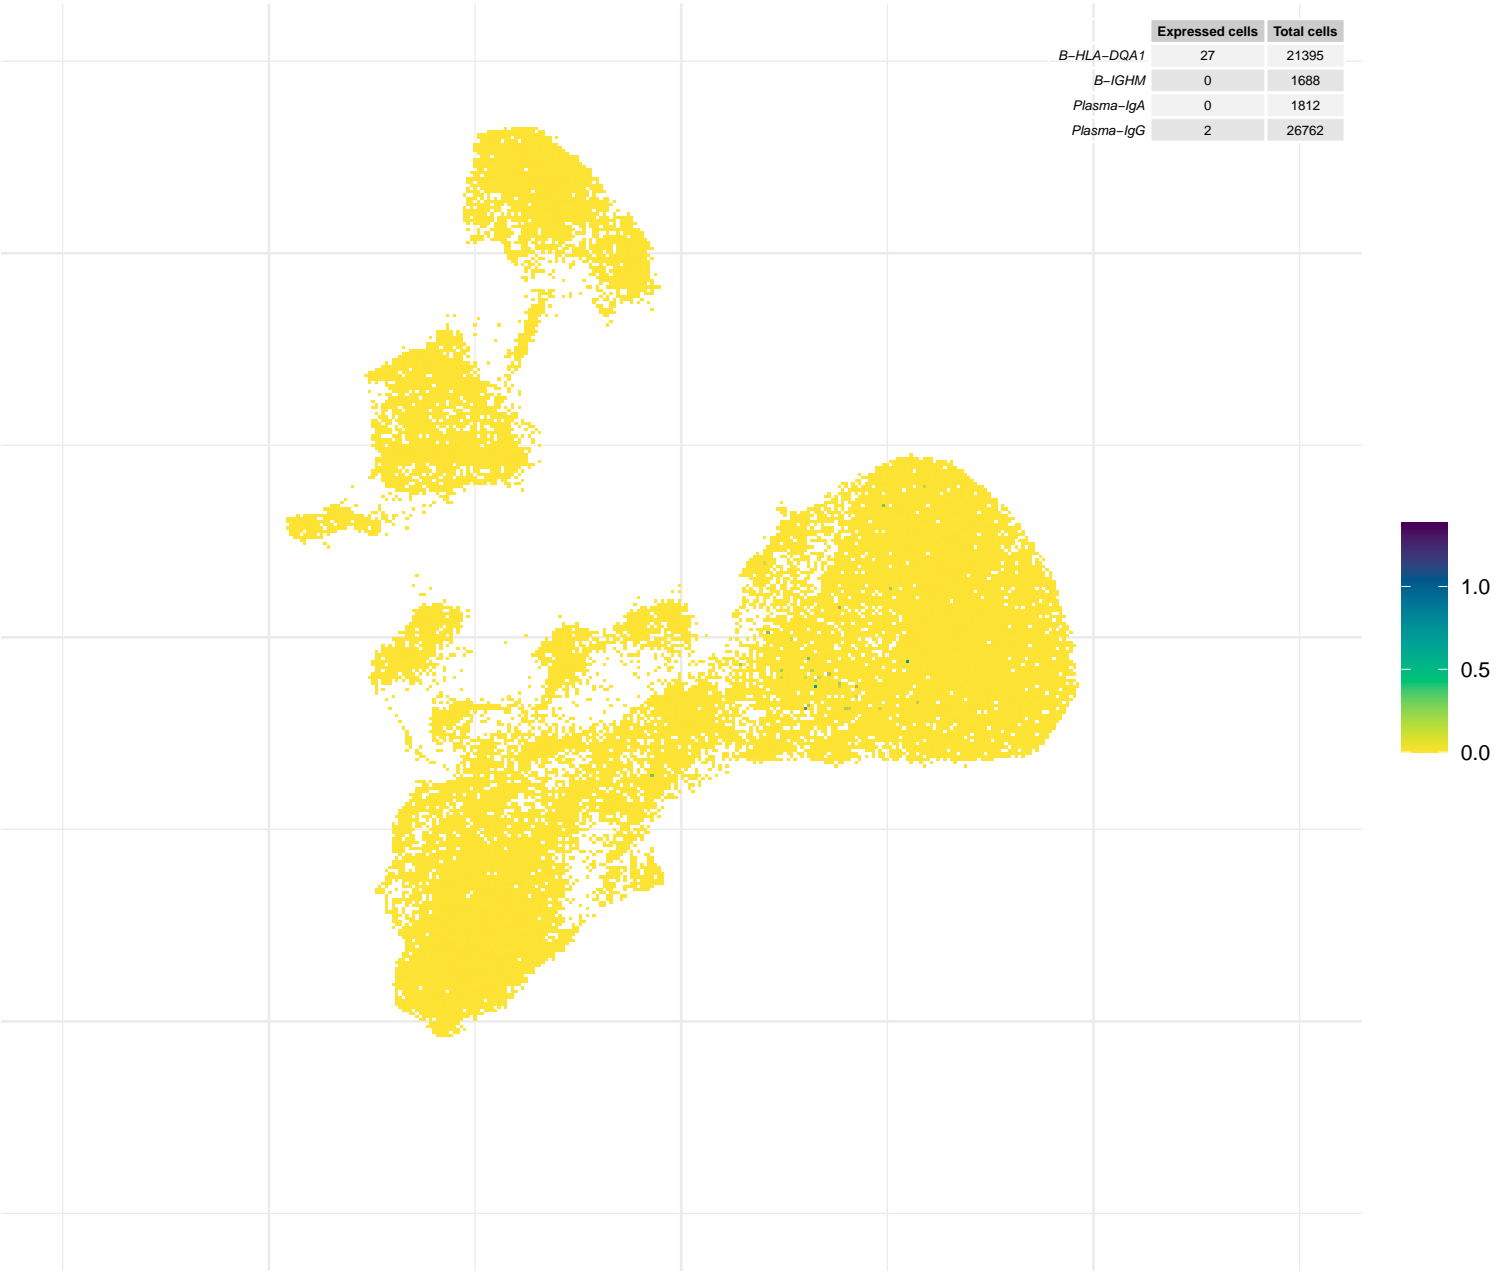 Expressed cells Total cells
B−HLA−DQA1 27 21395
B−IGHM 0 1688
Plasma−IgA 0 1812
Plasma−IgG 2 26762
1.0
0.5
0.0